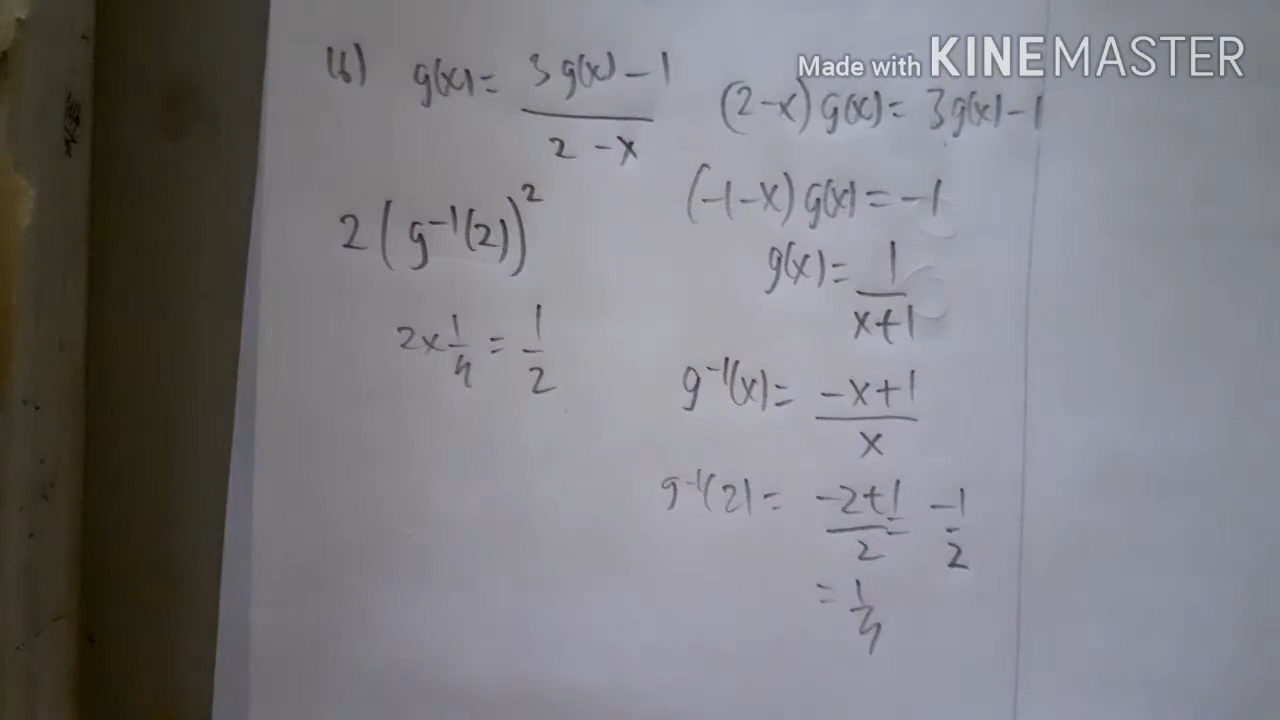 16) g(x) = 3g(x) - 1 / 2 - x
2(g⁻¹(2))²
2 x 1/4 = 1/2
Made with KINEMASTER
(2-x) g(x) = 3g(x) - 1
(-1-x) g(x) = -1
g(x) = 1 / x+1
g⁻¹(x) = -x+1 / x
g⁻¹(2) = -2+1 / 2 = -1/2
= 1/4